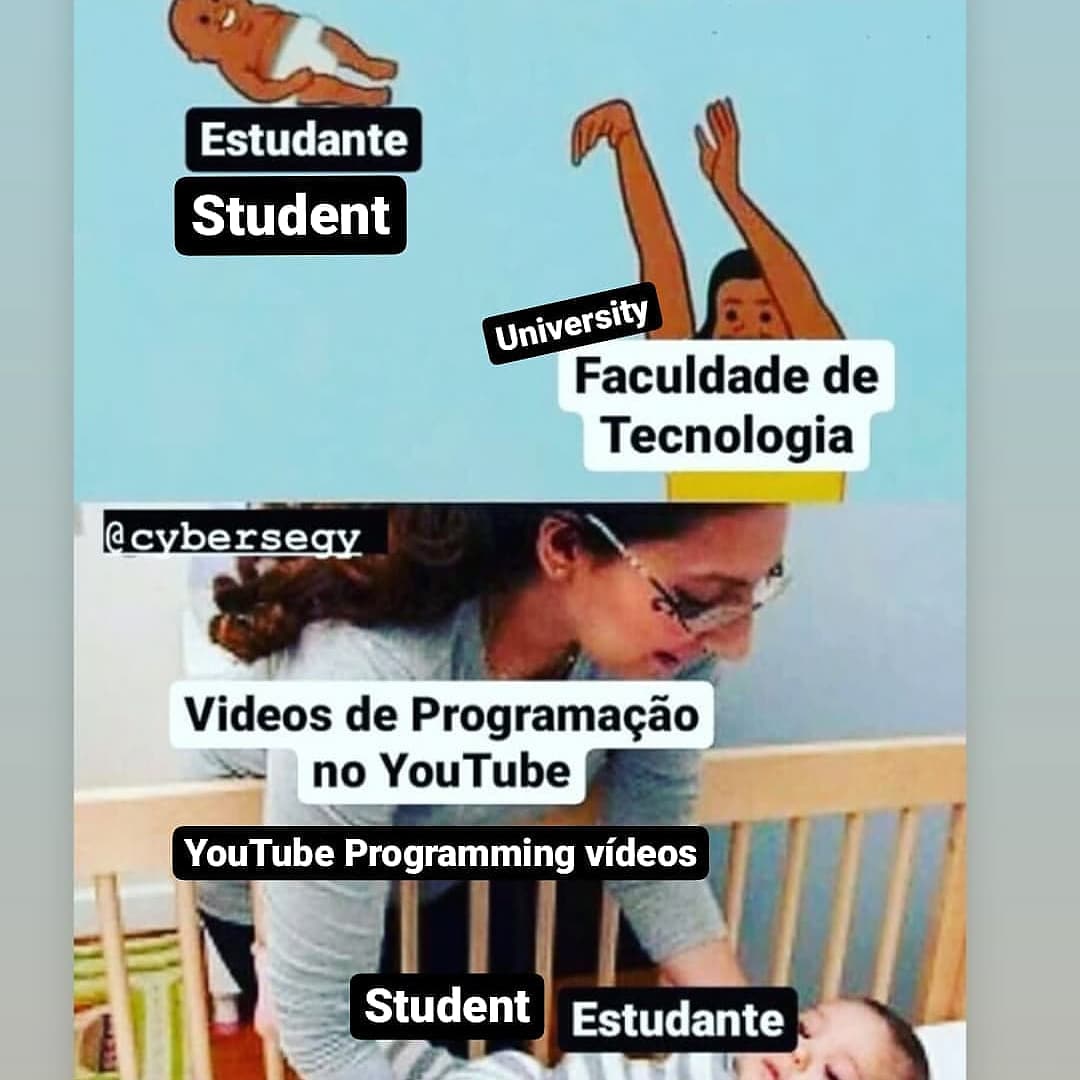 Estudante
Student
University
Faculdade de
Tecnologia
@cybersegy
Videos de Programação
no YouTube
YouTube Programming vídeos
Student
Estudante